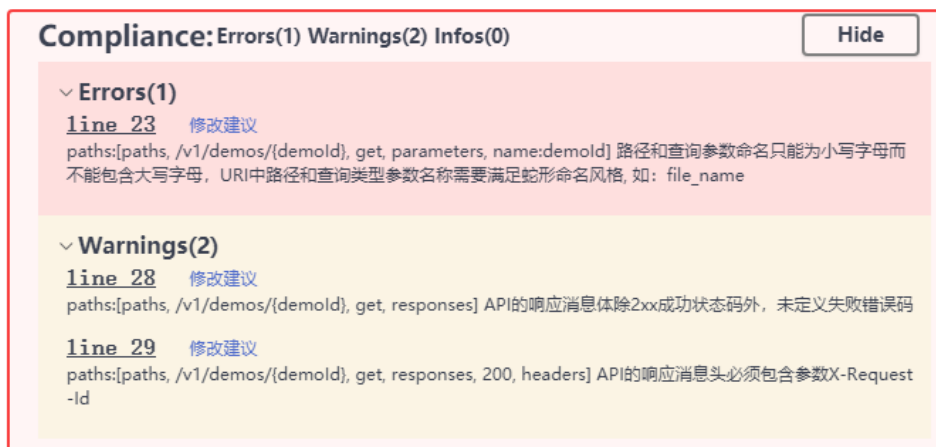 Compliance: Errors(1) Warnings(2) Infos(0)
Hide
Errors(1)
line 23 修改建议
paths:[paths, /v1/demos/{demoId}, get, parameters, name:demoId] 路径和查询参数命名只能为小写字母而
不能包含大写字母，URI中路径和查询类型参数名称需要满足蛇形命名风格, 如：file_name
Warnings(2)
line 28 修改建议
paths:[paths, /v1/demos/{demoId}, get, responses] API的响应消息体除2xx成功状态码外，未定义失败错误码
line 29 修改建议
paths:[paths, /v1/demos/{demoId}, get, responses, 200, headers] API的响应消息头必须包含参数X-Request
-Id